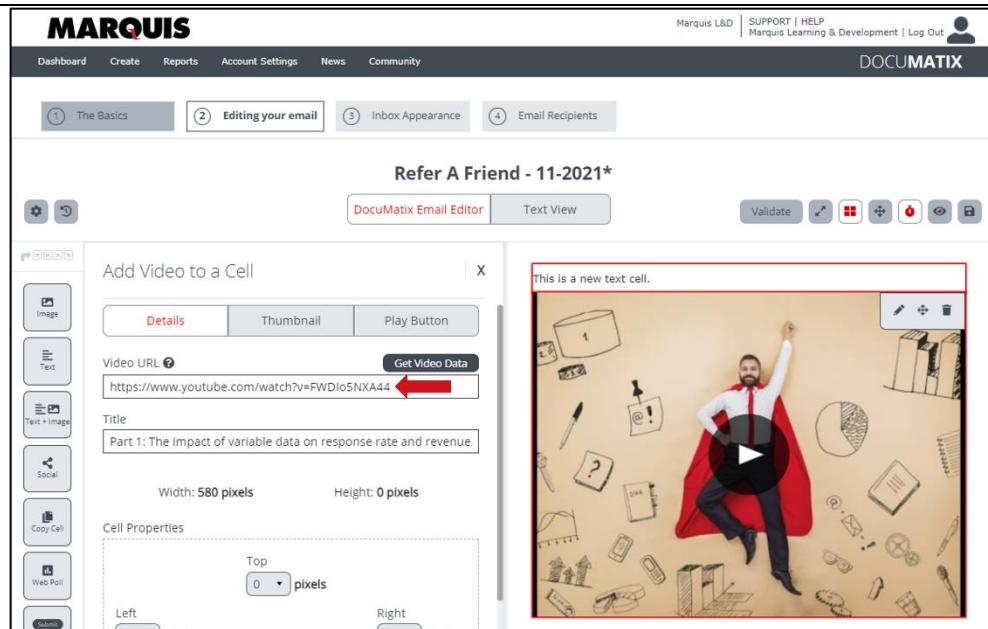 MARQUIS
Marquis L&D
SUPPORT | HELP
Marquis Learning & Development | Log Out
Dashboard Create Reports Account Settings News Community
DOCUMATIX
1 The Basics
2 Editing your email
3 Inbox Appearance
4 Email Recipients
Refer A Friend - 11-2021*
DocuMatix Email Editor
Text View
Validate
Image
Text
Text + Image
Social
Copy Cell
Web Poll
Submit
Add Video to a Cell
X
Details
Thumbnail
Play Button
Video URL
Get Video Data
https://www.youtube.com/watch?v=FWDIo5NXA44
Title
Part 1: The Impact of variable data on response rate and revenue.
Width: 580 pixels
Height: 0 pixels
Cell Properties
Top
0 pixels
Left
Right
This is a new text cell.